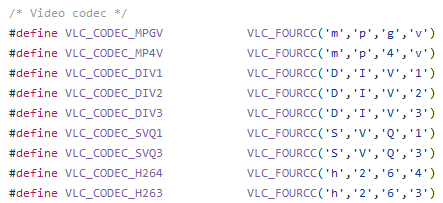 /* Video codec */
#define VLC_CODEC_MPGV VLC_FOURCC('m','p','g','v')
#define VLC_CODEC_MP4V VLC_FOURCC('m','p','4','v')
#define VLC_CODEC_DIV1 VLC_FOURCC('D','I','V','1')
#define VLC_CODEC_DIV2 VLC_FOURCC('D','I','V','2')
#define VLC_CODEC_DIV3 VLC_FOURCC('D','I','V','3')
#define VLC_CODEC_SVQ1 VLC_FOURCC('S','V','Q','1')
#define VLC_CODEC_SVQ3 VLC_FOURCC('S','V','Q','3')
#define VLC_CODEC_H264 VLC_FOURCC('h','2','6','4')
#define VLC_CODEC_H263 VLC_FOURCC('h','2','6','3')